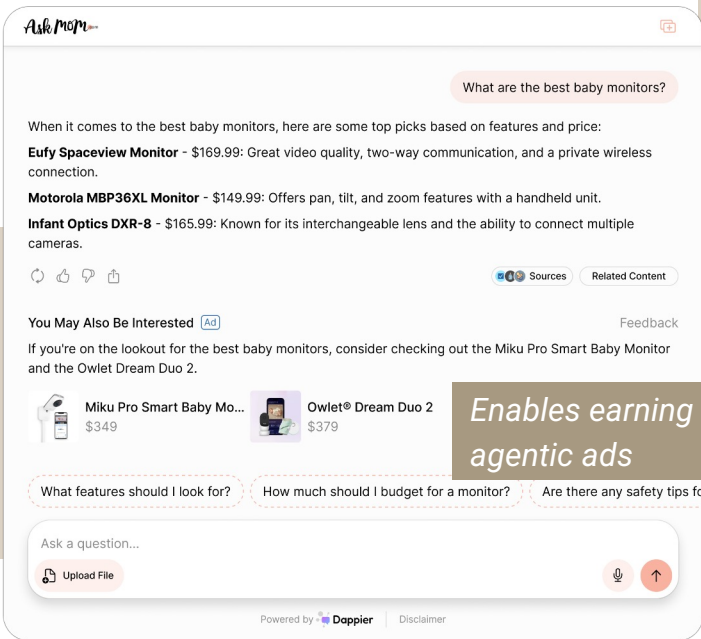 Ask Mom
What are the best baby monitors?
When it comes to the best baby monitors, here are some top picks based on features and price:
Eufy Spaceview Monitor - $169.99: Great video quality, two-way communication, and a private wireless
connection.
Motorola MBP36XL Monitor - $149.99: Offers pan, tilt, and zoom features with a handheld unit.
Infant Optics DXR-8 - $165.99: Known for its interchangeable lens and the ability to connect multiple
cameras.
Sources Related Content
You May Also Be Interested Ad Feedback
If you're on the lookout for the best baby monitors, consider checking out the Miku Pro Smart Baby Monitor
and the Owlet Dream Duo 2.
Miku Pro Smart Baby Mo... Owlet® Dream Duo 2
$349 $379
Enables earning
agentic ads
What features should I look for? How much should I budget for a monitor? Are there any safety tips fo
Ask a question...
Upload File
Powered by Dappier Disclaimer